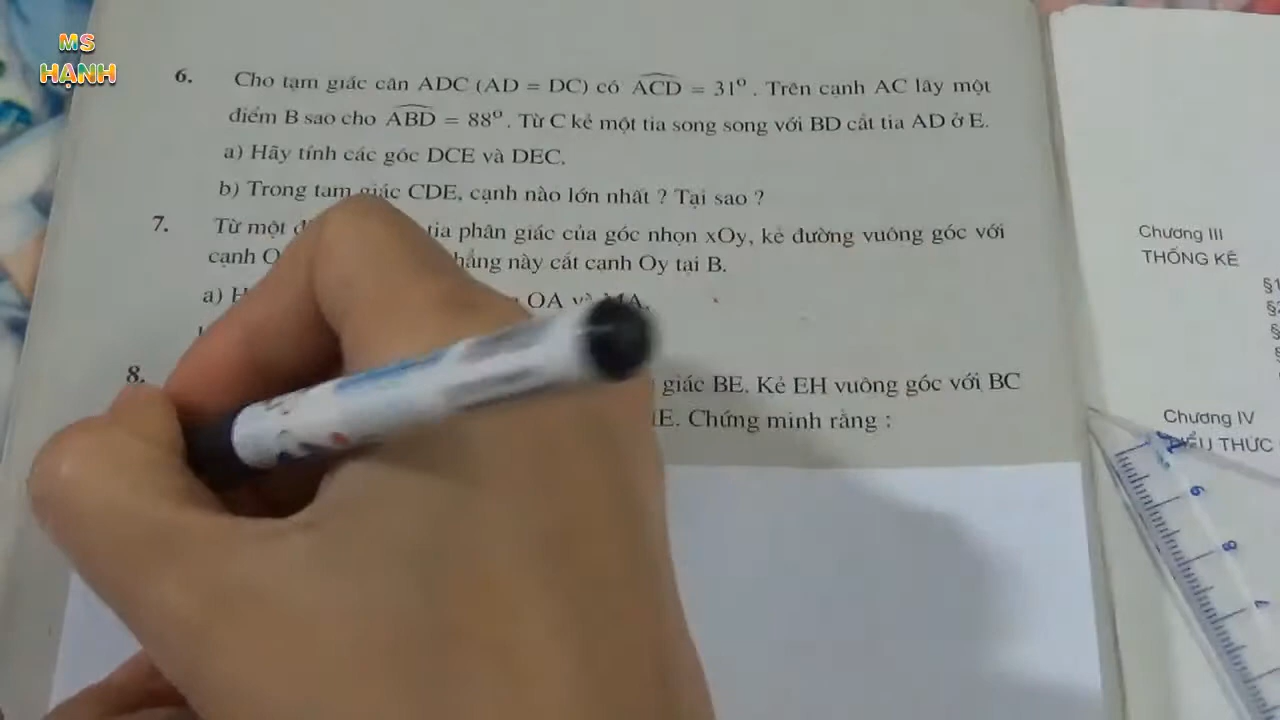 MS
HẠNH
6. Cho tam giác cân ADC (AD = DC) có ACD = 31°. Trên cạnh AC lấy một
điểm B sao cho ABD = 88°. Từ C kẻ một tia song song với BD cắt tia AD ở E.
a) Hãy tính các góc DCE và DEC.
b) Trong tam giác CDE, cạnh nào lớn nhất ? Tại sao ?
7. Từ một tia phân giác của góc nhọn xOy, kẻ đường vuông góc với
cạnh thẳng này cắt cạnh Oy tại B.
a) OA và MA.
8. giác BE. Kẻ EH vuông góc với BC
Chứng minh rằng :
Chương III
THỐNG KÊ
Chương IV
THỨC
6
8